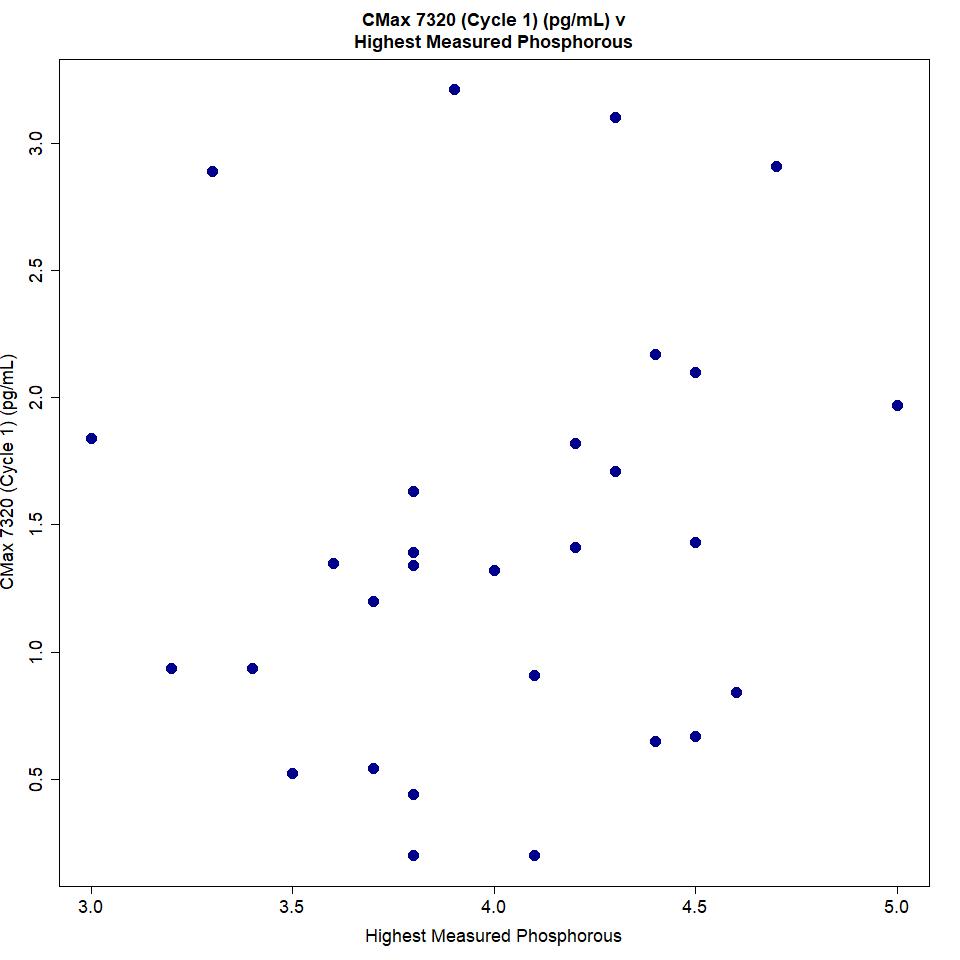 CMax 7320 (Cycle 1) (pg/mL) v
Highest Measured Phosphorous
CMax 7320 (Cycle 1) (pg/mL)
3.0
2.5
2.0
1.5
1.0
0.5
3.0 3.5 4.0 4.5 5.0
Highest Measured Phosphorous